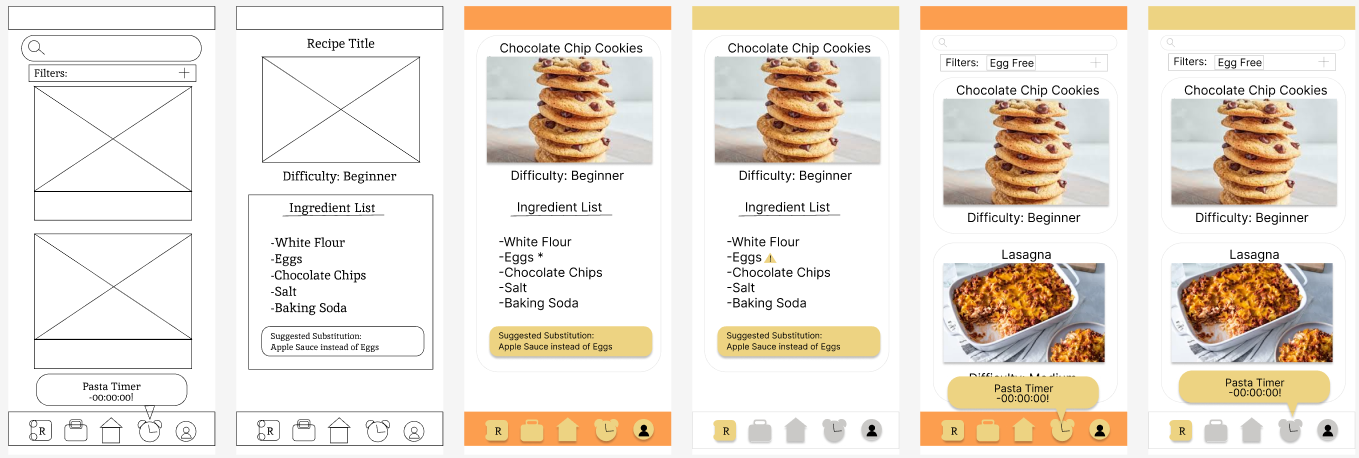 Filters:
Pasta Timer
-00:00:00!
R
Recipe Title
Difficulty: Beginner
Ingredient List
-White Flour
-Eggs
-Chocolate Chips
-Salt
-Baking Soda
Suggested Substitution:
Apple Sauce instead of Eggs
R
Chocolate Chip Cookies
Difficulty: Beginner
Ingredient List
-White Flour
-Eggs *
-Chocolate Chips
-Salt
-Baking Soda
Suggested Substitution:
Apple Sauce instead of Eggs
R
Chocolate Chip Cookies
Difficulty: Beginner
Ingredient List
-White Flour
-Eggs
-Chocolate Chips
-Salt
-Baking Soda
Suggested Substitution:
Apple Sauce instead of Eggs
R
Filters: Egg Free
Chocolate Chip Cookies
Difficulty: Beginner
Lasagna
Difficulty: Medium
Pasta Timer
-00:00:00!
R
Filters: Egg Free
Chocolate Chip Cookies
Difficulty: Beginner
Lasagna
Pasta Timer
-00:00:00!
R